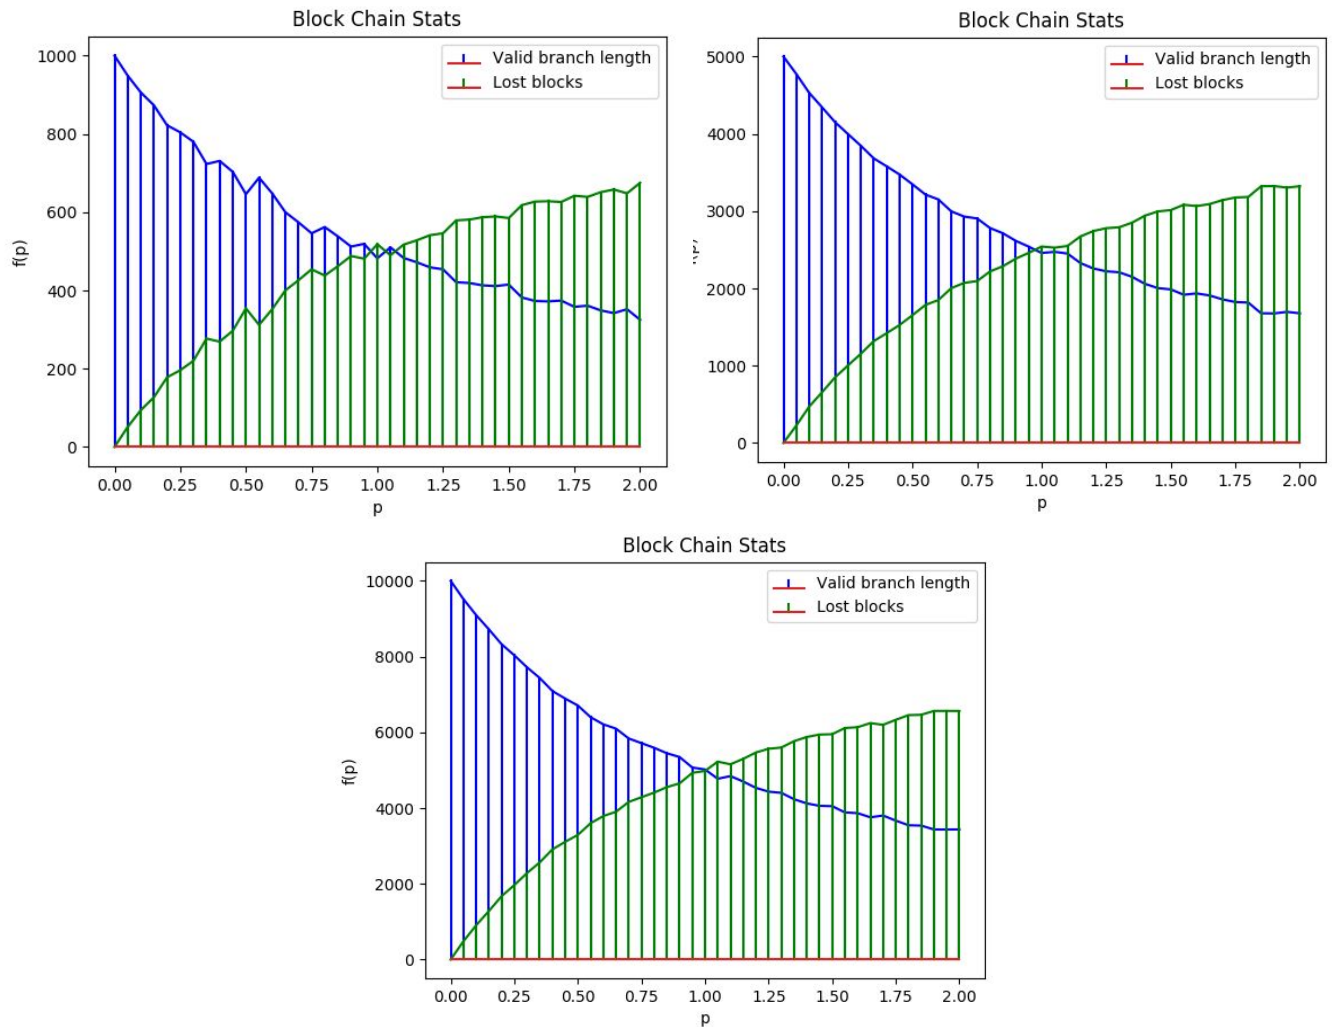 Block Chain Stats
1000
800
600
400
200
0
f(p)
Valid branch length
Lost blocks
0.00 0.25 0.50 0.75 1.00 1.25 1.50 1.75 2.00
p
Block Chain Stats
5000
4000
3000
2000
1000
0
Valid branch length
Lost blocks
0.00 0.25 0.50 0.75 1.00 1.25 1.50 1.75 2.00
p
Block Chain Stats
10000
8000
6000
4000
2000
0
f(p)
Valid branch length
Lost blocks
0.00 0.25 0.50 0.75 1.00 1.25 1.50 1.75 2.00
p